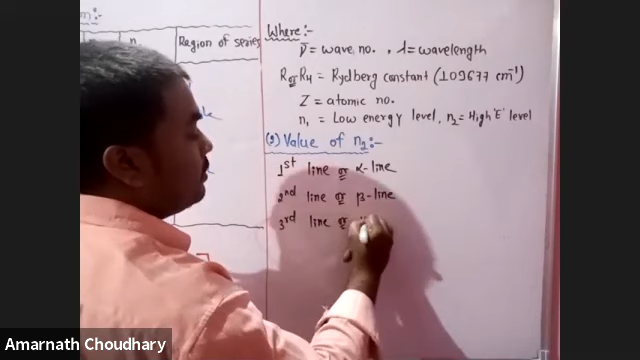 m:-
n
Region of series
Where:-
ν̅ = wave no. , λ = wavelength
R or RH = Rydberg constant (109677 cm⁻¹)
Z = atomic no.
n₁ = Low energy level, n₂ = High 'E' level
(2) Value of n₂:-
1st line or α-line
2nd line or β-line
3rd line or
Amarnath Choudhary